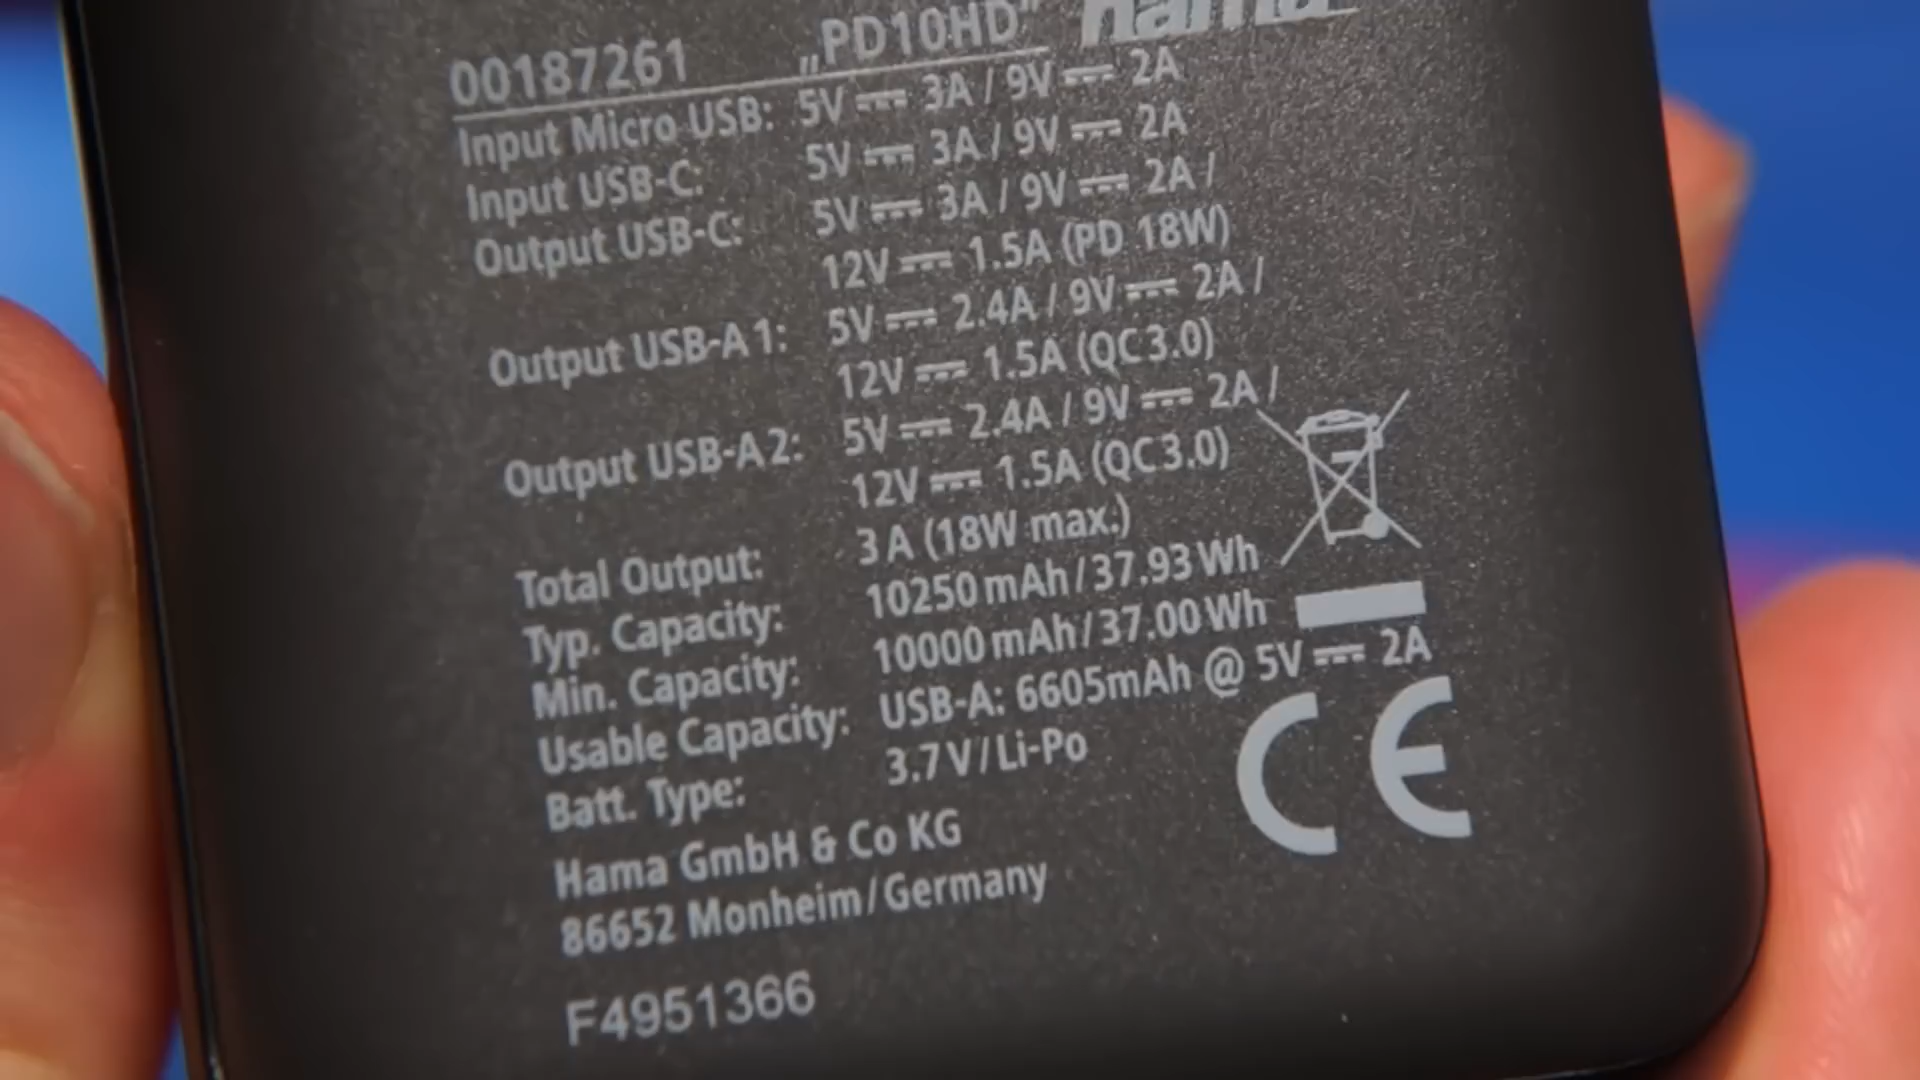 00187261 „PD10HD” hama
Input Micro USB: 5V ⎓ 3A / 9V ⎓ 2A
Input USB-C: 5V ⎓ 3A / 9V ⎓ 2A
Output USB-C: 5V ⎓ 3A / 9V ⎓ 2A /
12V ⎓ 1.5A (PD 18W)
Output USB-A 1: 5V ⎓ 2.4A / 9V ⎓ 2A /
12V ⎓ 1.5A (QC 3.0)
Output USB-A 2: 5V ⎓ 2.4A / 9V ⎓ 2A /
12V ⎓ 1.5A (QC 3.0)
Total Output: 3 A (18W max.)
Typ. Capacity: 10250 mAh / 37.93 Wh
Min. Capacity: 10000 mAh / 37.00 Wh
Usable Capacity: USB-A: 6605mAh @ 5V ⎓ 2A
Batt. Type: 3.7 V / Li-Po
Hama GmbH & Co KG
86652 Monheim / Germany
CE
F4951366